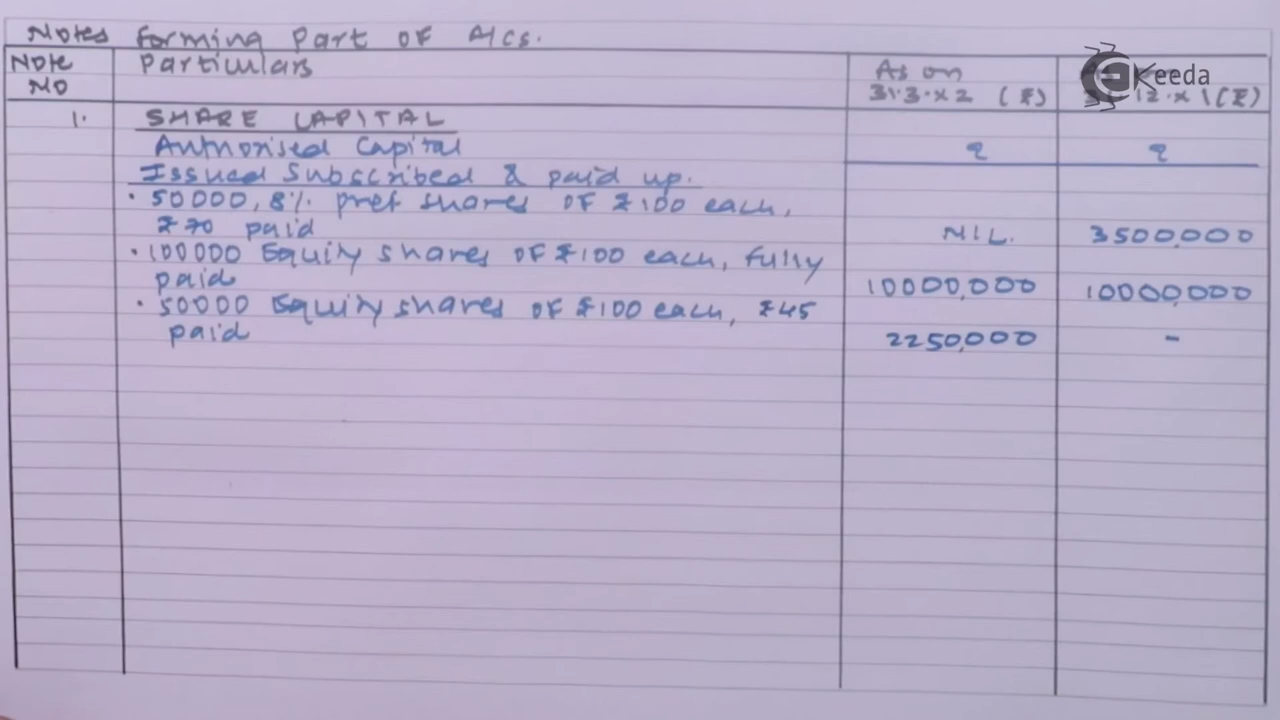 Notes forming Part OF A/cs.
Note No Particulars As on 31.3.x2 (₹) 31.12.x1 (₹)
Keeda
1. SHARE CAPITAL
Authorised Capital ? ?
Issued Subscribed & paid up.
• 50000, 8% pref shares OF ₹100 each,
₹70 paid NIL. 3500,000
• 100000 Equity shares OF ₹100 each, fully
paid 10000,000 10000,000
• 50000 Equity shares OF ₹100 each, ₹45
paid 2250,000 -